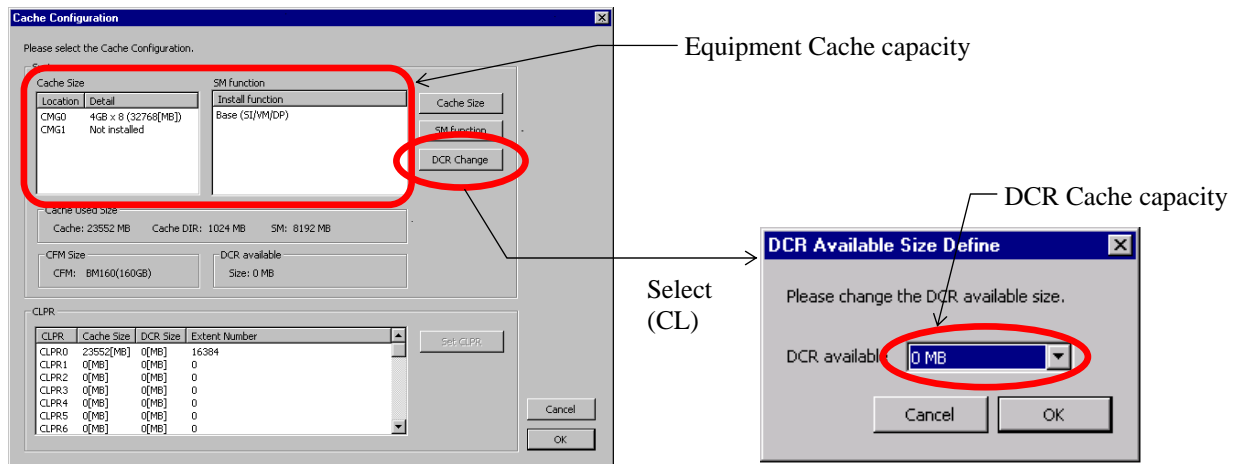 Cache Configuration
Please select the Cache Configuration.
Equipment Cache capacity
Cache Size
SM function
Location Detail
Install function
CMG0 4GB x 8 (32768[MB])
Base (SI/VM/DP)
CMG1 Not installed
Cache Size
SM function
DCR Change
Cache Used Size
Cache: 23552 MB Cache DIR: 1024 MB SM: 8192 MB
CFM Size
CFM: BM160(160GB)
DCR available
Size: 0 MB
CLPR
CLPR Cache Size DCR Size Extent Number
CLPR0 23552[MB] 0[MB] 16384
CLPR1 0[MB] 0[MB] 0
CLPR2 0[MB] 0[MB] 0
CLPR3 0[MB] 0[MB] 0
CLPR4 0[MB] 0[MB] 0
CLPR5 0[MB] 0[MB] 0
CLPR6 0[MB] 0[MB] 0
Set CLPR
Cancel
OK
Select
(CL)
DCR Cache capacity
DCR Available Size Define
Please change the DCR available size.
DCR available 0 MB
Cancel OK